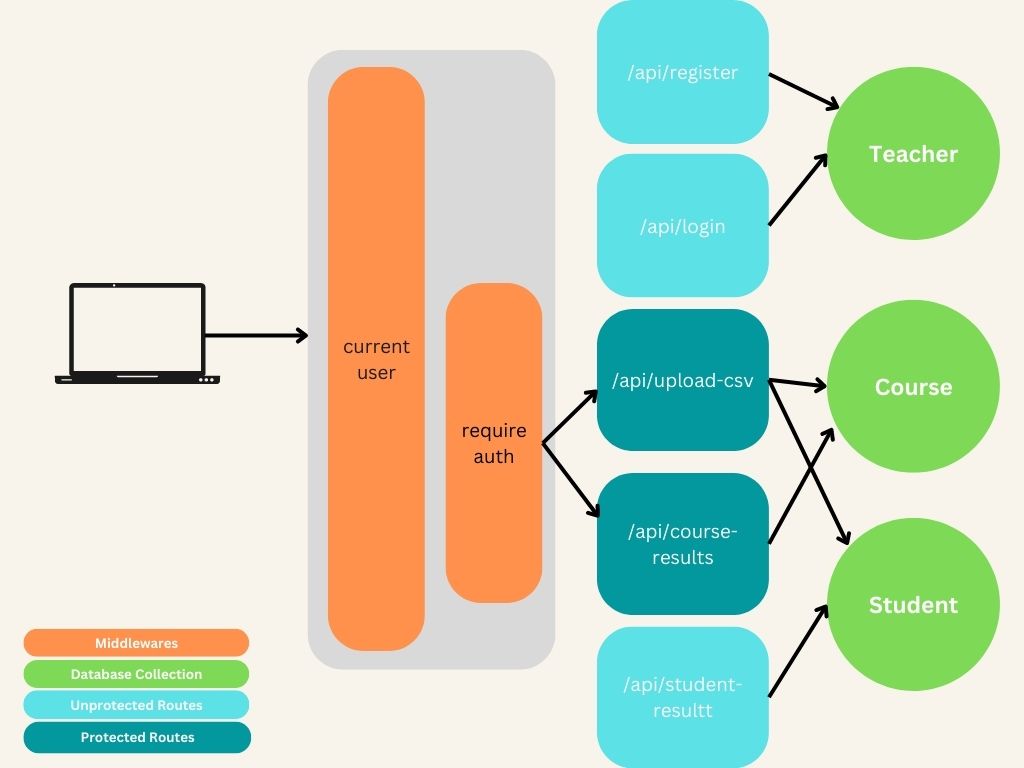 /api/register
Teacher
/api/login
current
user
/api/upload-csv
Course
require
auth
/api/course-
results
Student
/api/student-
resultt
Middlewares
Database Collection
Unprotected Routes
Protected Routes